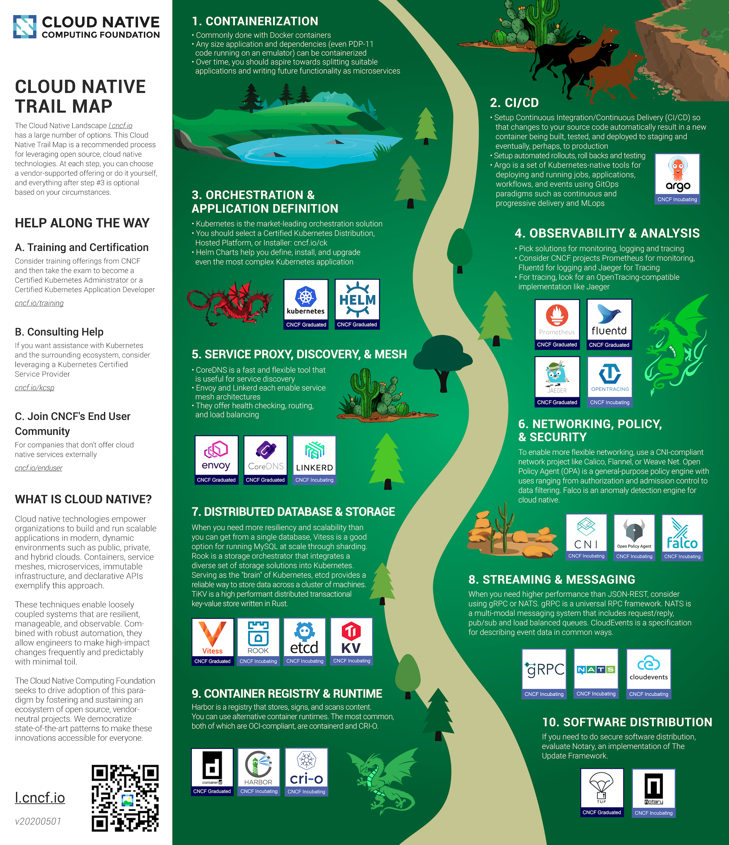 CLOUD NATIVE
COMPUTING FOUNDATION
CLOUD NATIVE
TRAIL MAP
The Cloud Native Landscape l.cncf.io
has a large number of options. This Cloud
Native Trail Map is a recommended process
for leveraging open source, cloud native
technologies. At each step, you can choose
a vendor-supported offering or do it yourself,
and everything after step #3 is optional
based on your circumstances.
HELP ALONG THE WAY
A. Training and Certification
Consider training offerings from CNCF
and then take the exam to become a
Certified Kubernetes Administrator or a
Certified Kubernetes Application Developer
cncf.io/training
B. Consulting Help
If you want assistance with Kubernetes
and the surrounding ecosystem, consider
leveraging a Kubernetes Certified
Service Provider
cncf.io/kcsp
C. Join CNCF's End User
Community
For companies that don't offer cloud
native services externally
cncf.io/enduser
WHAT IS CLOUD NATIVE?
Cloud native technologies empower
organizations to build and run scalable
applications in modern, dynamic
environments such as public, private,
and hybrid clouds. Containers, service
meshes, microservices, immutable
infrastructure, and declarative APIs
exemplify this approach.
These techniques enable loosely
coupled systems that are resilient,
manageable, and observable. Com-
bined with robust automation, they
allow engineers to make high-impact
changes frequently and predictably
with minimal toil.
The Cloud Native Computing Foundation
seeks to drive adoption of this para-
digm by fostering and sustaining an
ecosystem of open source, vendor-
neutral projects. We democratize
state-of-the-art patterns to make these
innovations accessible for everyone.
l.cncf.io
v20200501
1. CONTAINERIZATION
• Commonly done with Docker containers
• Any size application and dependencies (even PDP-11
code running on an emulator) can be containerized
• Over time, you should aspire towards splitting suitable
applications and writing future functionality as microservices
2. CI/CD
• Setup Continuous Integration/Continuous Delivery (CI/CD) so
that changes to your source code automatically result in a new
container being built, tested, and deployed to staging and
eventually, perhaps, to production
• Setup automated rollouts, roll backs and testing
• Argo is a set of Kubernetes-native tools for
deploying and running jobs, applications,
workflows, and events using GitOps
paradigms such as continuous and
progressive delivery and MLops
argo
CNCF Incubating
3. ORCHESTRATION &
APPLICATION DEFINITION
• Kubernetes is the market-leading orchestration solution
• You should select a Certified Kubernetes Distribution,
Hosted Platform, or Installer: cncf.io/ck
• Helm Charts help you define, install, and upgrade
even the most complex Kubernetes application
kubernetes
CNCF Graduated
HELM
CNCF Graduated
4. OBSERVABILITY & ANALYSIS
• Pick solutions for monitoring, logging and tracing
• Consider CNCF projects Prometheus for monitoring,
Fluentd for logging and Jaeger for Tracing
• For tracing, look for an OpenTracing-compatible
implementation like Jaeger
Prometheus
CNCF Graduated
fluentd
CNCF Graduated
JAEGER
CNCF Graduated
OPENTRACING
CNCF Incubating
5. SERVICE PROXY, DISCOVERY, & MESH
• CoreDNS is a fast and flexible tool that
is useful for service discovery
• Envoy and Linkerd each enable service
mesh architectures
• They offer health checking, routing,
and load balancing
envoy
CNCF Graduated
CoreDNS
CNCF Graduated
LINKERD
CNCF Incubating
6. NETWORKING, POLICY,
& SECURITY
To enable more flexible networking, use a CNI-compliant
network project like Calico, Flannel, or Weave Net. Open
Policy Agent (OPA) is a general-purpose policy engine with
uses ranging from authorization and admission control to
data filtering. Falco is an anomaly detection engine for
cloud native.
CNI
CNCF Incubating
Open Policy Agent
CNCF Incubating
falco
CNCF Incubating
7. DISTRIBUTED DATABASE & STORAGE
When you need more resiliency and scalability than
you can get from a single database, Vitess is a good
option for running MySQL at scale through sharding.
Rook is a storage orchestrator that integrates a
diverse set of storage solutions into Kubernetes.
Serving as the "brain" of Kubernetes, etcd provides a
reliable way to store data across a cluster of machines.
TiKV is a high performant distributed transactional
key-value store written in Rust.
Vitess
CNCF Graduated
ROOK
CNCF Incubating
etcd
CNCF Incubating
TI
KV
CNCF Incubating
8. STREAMING & MESSAGING
When you need higher performance than JSON-REST, consider
using gRPC or NATS. gRPC is a universal RPC framework. NATS is
a multi-modal messaging system that includes request/reply,
pub/sub and load balanced queues. CloudEvents is a specification
for describing event data in common ways.
gRPC
CNCF Incubating
NATS
CNCF Incubating
cloudevents
CNCF Incubating
9. CONTAINER REGISTRY & RUNTIME
Harbor is a registry that stores, signs, and scans content.
You can use alternative container runtimes. The most common,
both of which are OCI-compliant, are containerd and CRI-O.
containerd
CNCF Graduated
HARBOR
CNCF Incubating
cri-o
CNCF Incubating
10. SOFTWARE DISTRIBUTION
If you need to do secure software distribution,
evaluate Notary, an implementation of The
Update Framework.
TUF
CNCF Graduated
notary
CNCF Incubating